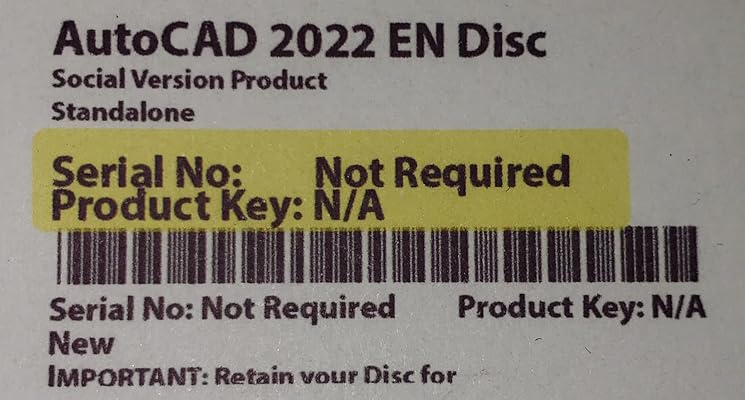 AutoCAD 2022 EN Disc
Social Version Product
Standalone
Serial No: Not Required
Product Key: N/A
Serial No: Not Required Product Key: N/A
New
IMPORTANT: Retain your Disc for